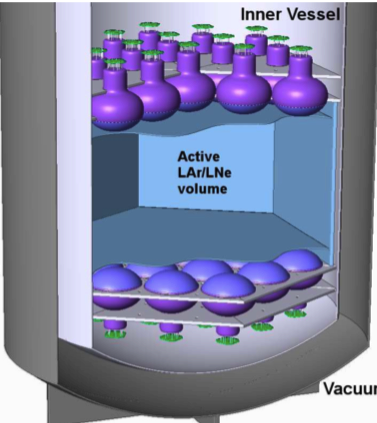 Inner Vessel
Active
LAr/LNe
volume
Vacuu